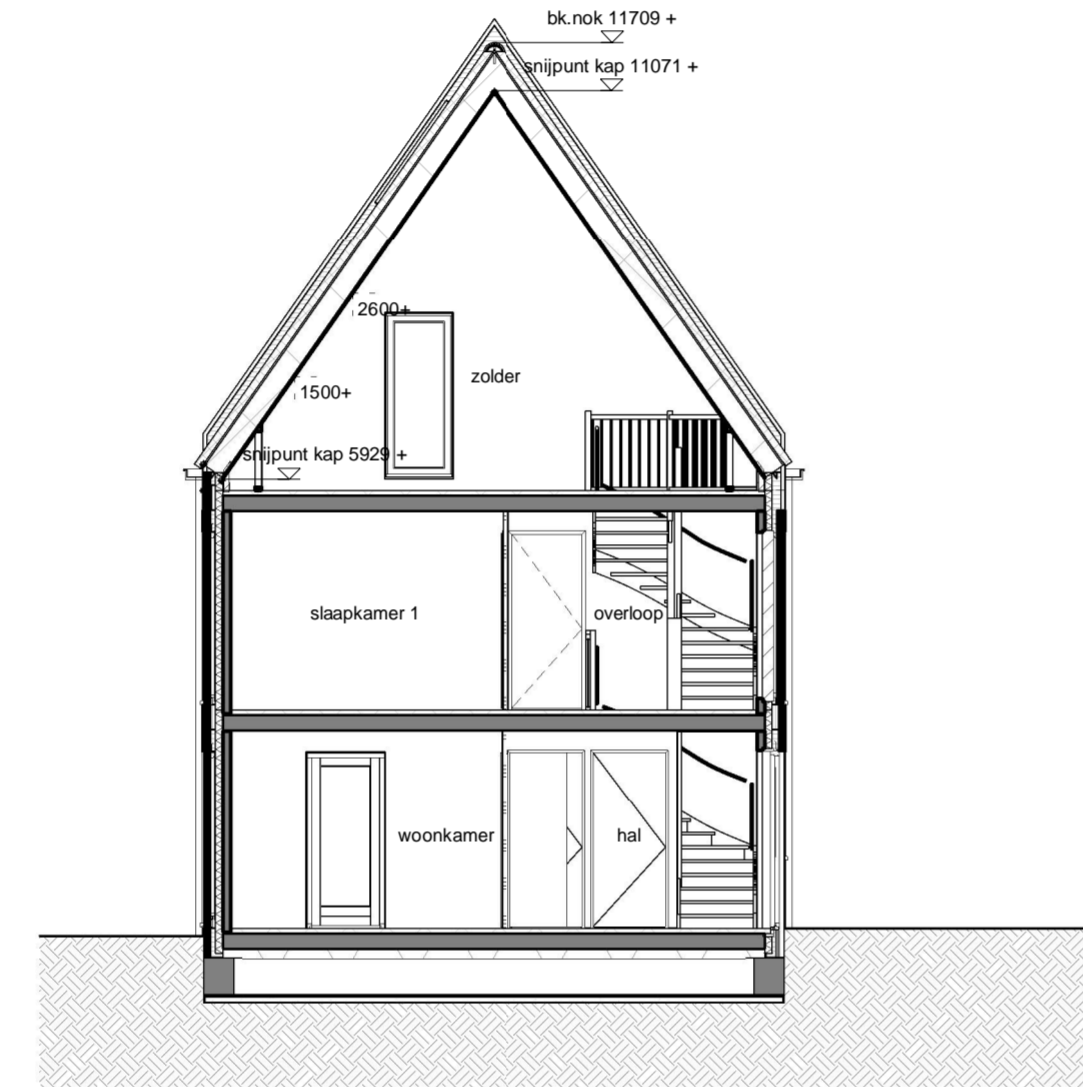 bk.nok 11709 +
snijpunt kap 11071 +
2600+
zolder
1500+
snijpunt kap 5929 +
slaapkamer 1
overloop
woonkamer
hal